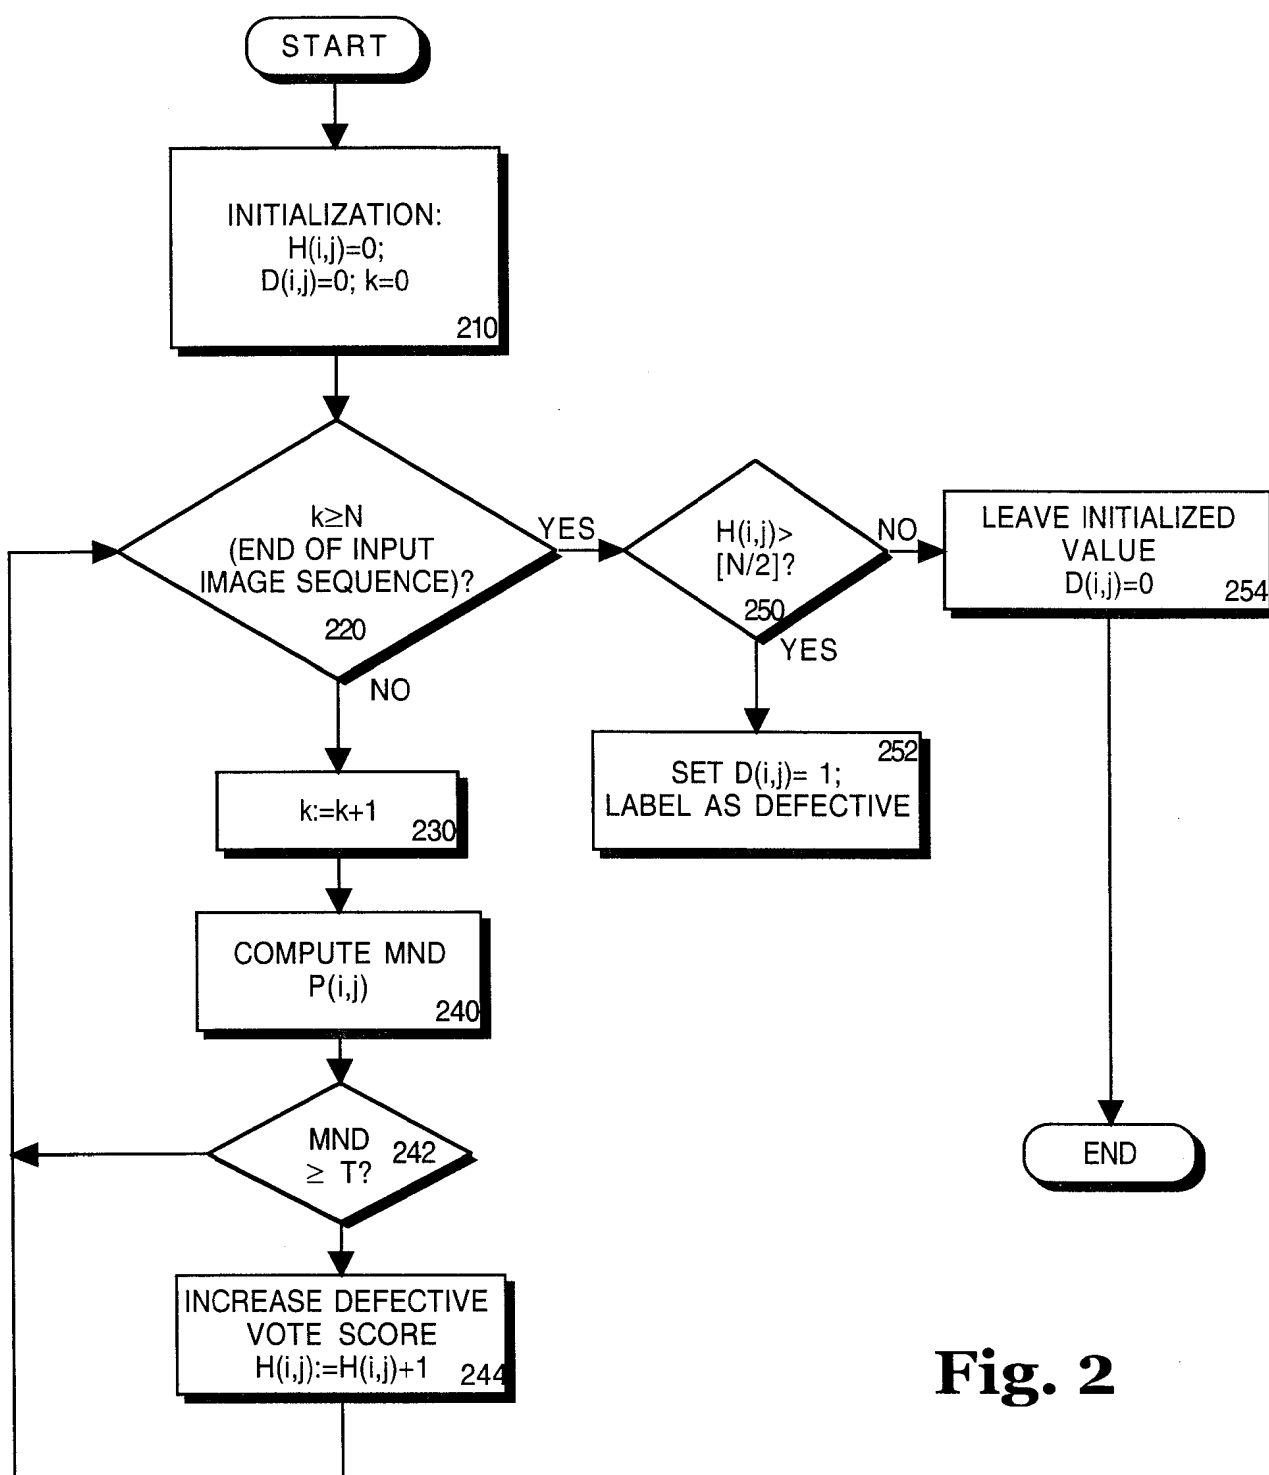 START
INITIALIZATION:
H(i,j)=0;
D(i,j)=0; k=0
210
k≥N
(END OF INPUT
IMAGE SEQUENCE)?
220
YES
NO
H(i,j)>
[N/2]?
250
NO
YES
LEAVE INITIALIZED
VALUE
D(i,j)=0
254
252
SET D(i,j)= 1;
LABEL AS DEFECTIVE
k:=k+1
230
COMPUTE MND
P(i,j)
240
MND
≥ T?
242
END
INCREASE DEFECTIVE
VOTE SCORE
H(i,j):=H(i,j)+1
244
Fig. 2